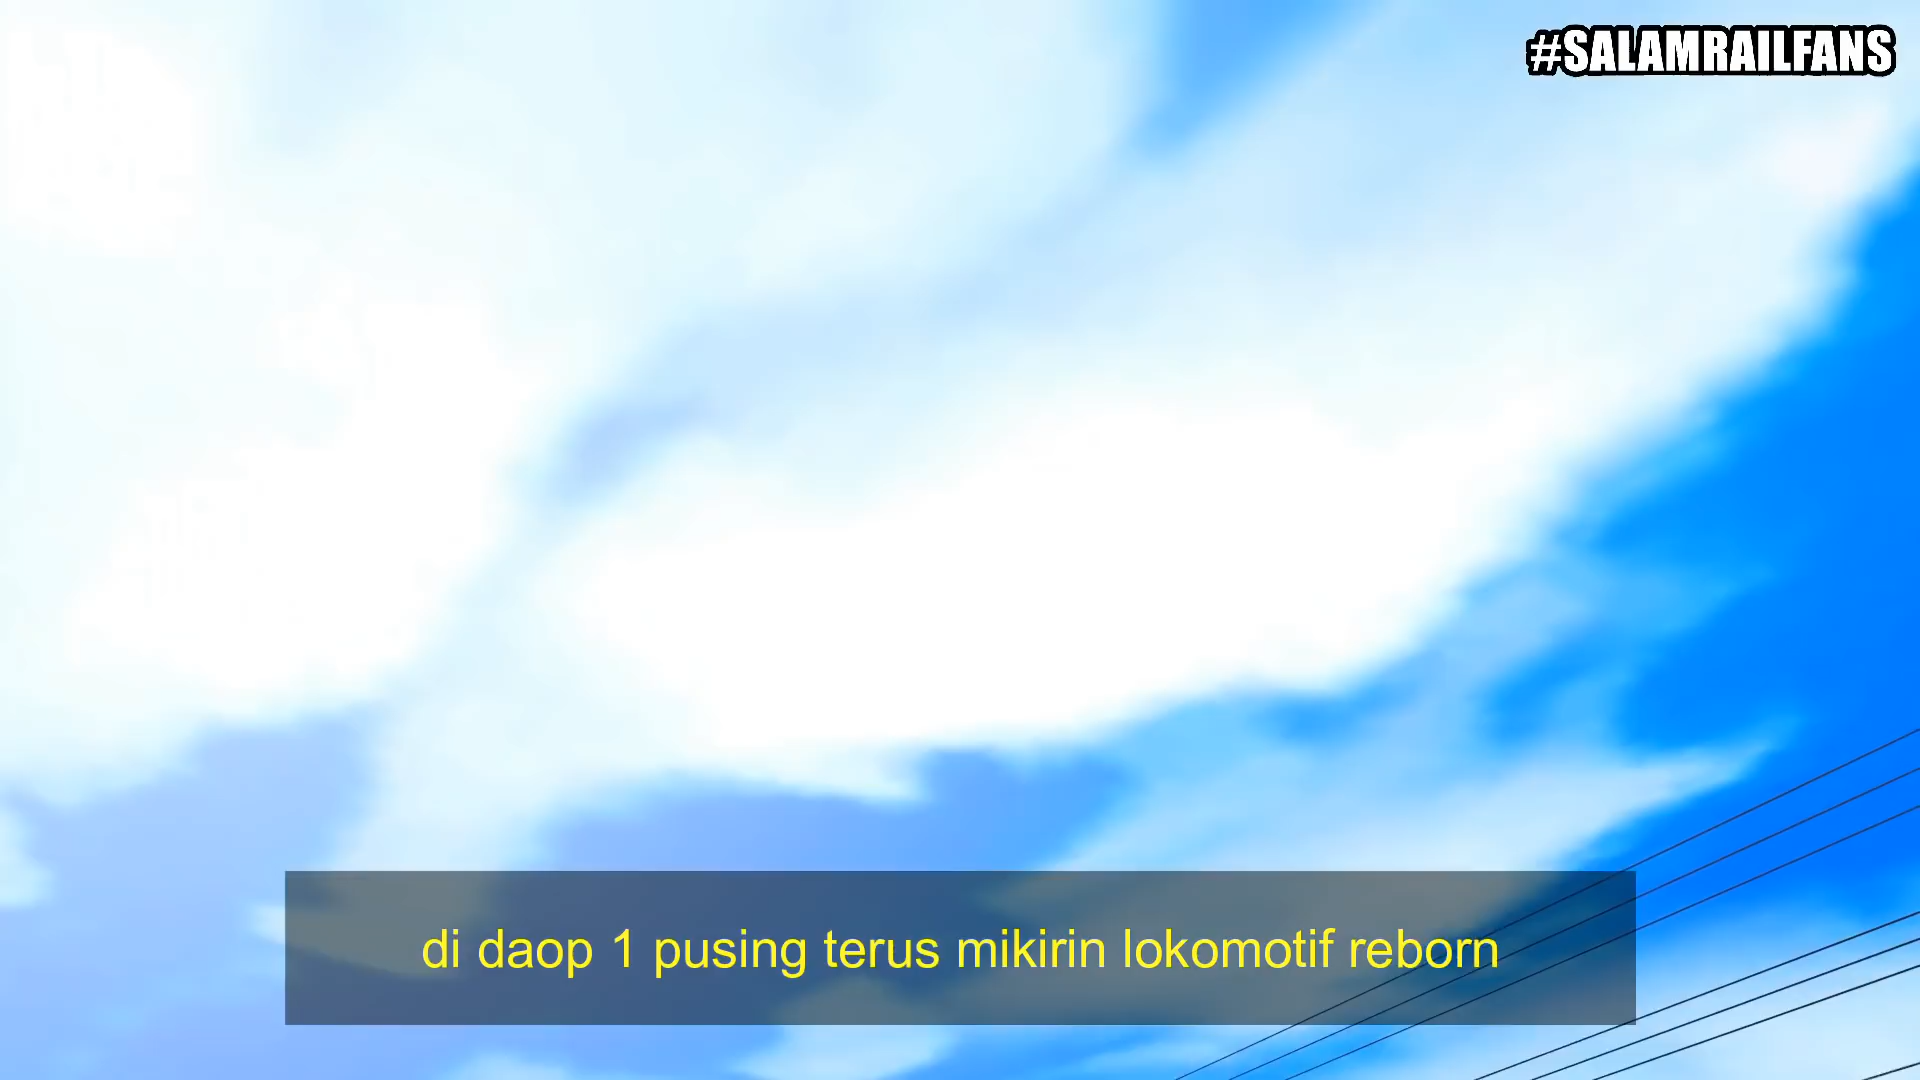 #SALAMRAILFANS
di daop 1 pusing terus mikirin lokomotif reborn